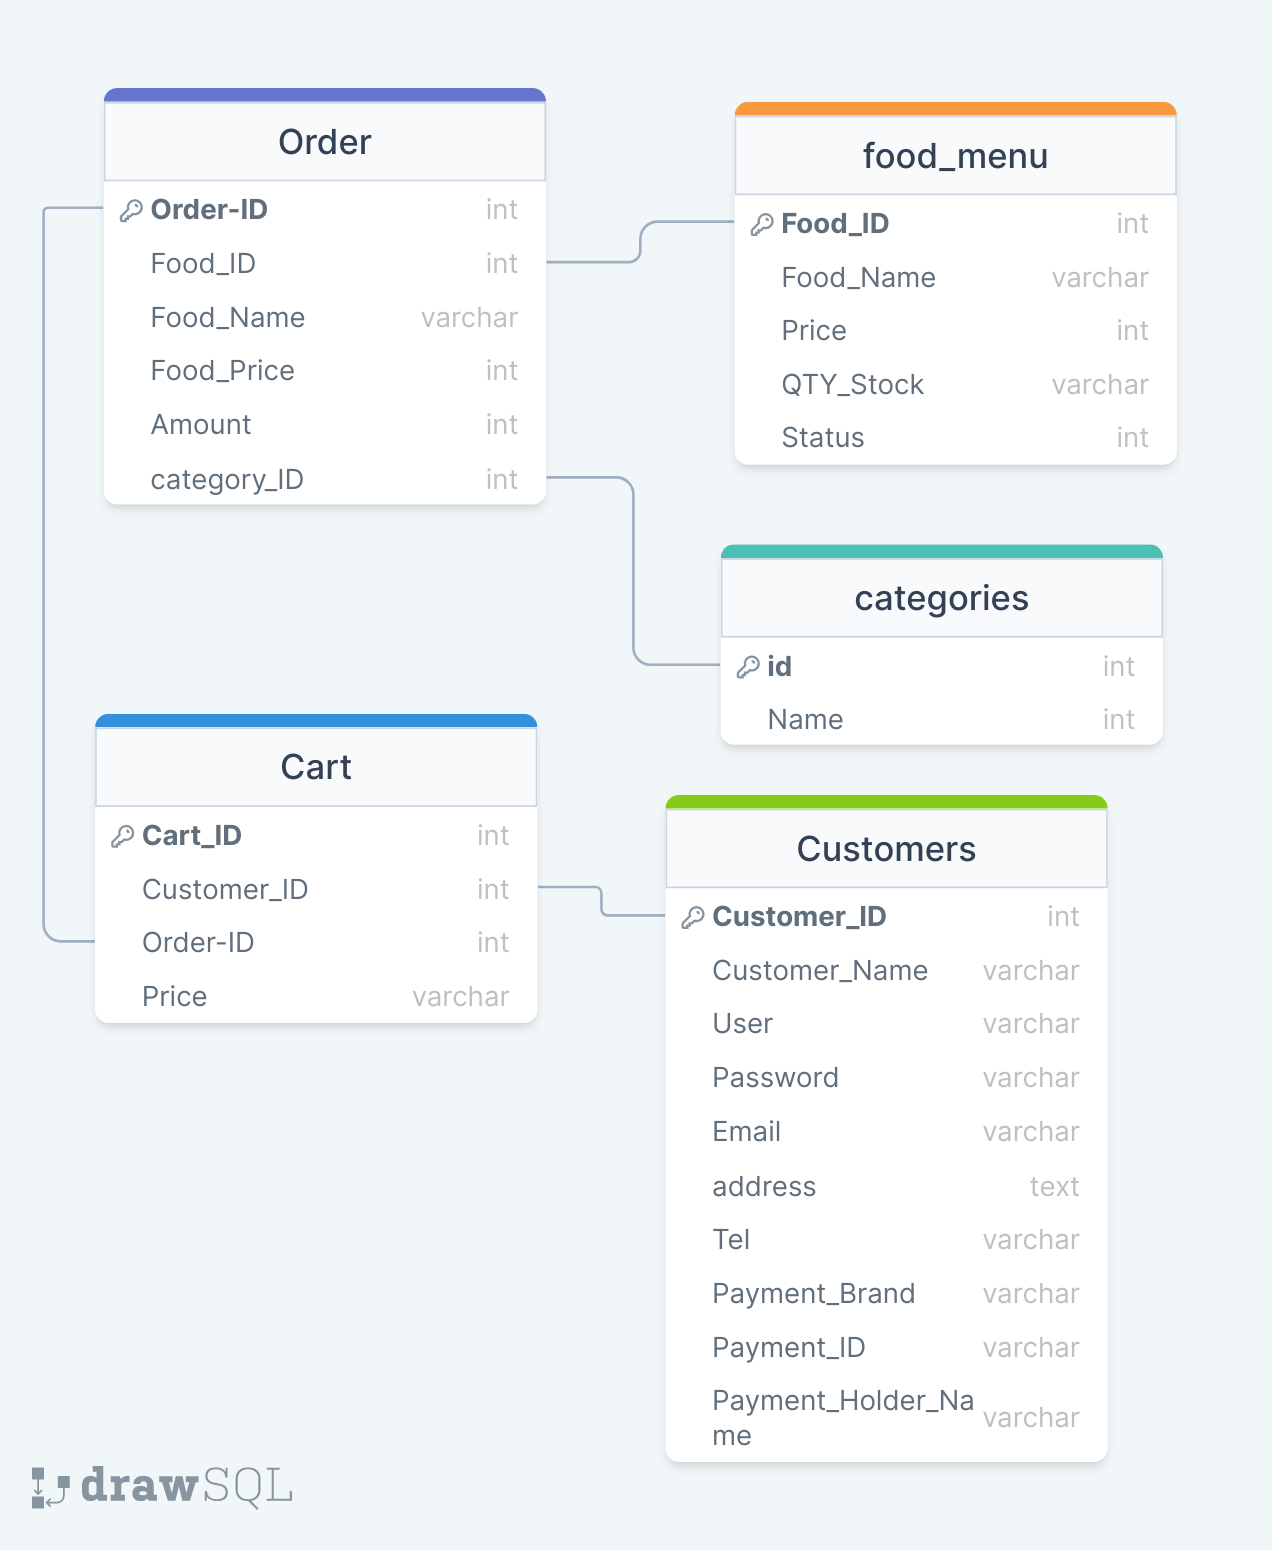 Order
Order-ID int
Food_ID int
Food_Name varchar
Food_Price int
Amount int
category_ID int
food_menu
Food_ID int
Food_Name varchar
Price int
QTY_Stock varchar
Status int
categories
id int
Name int
Cart
Cart_ID int
Customer_ID int
Order-ID int
Price varchar
Customers
Customer_ID int
Customer_Name varchar
User varchar
Password varchar
Email varchar
address text
Tel varchar
Payment_Brand varchar
Payment_ID varchar
Payment_Holder_Na varchar
me
drawSQL